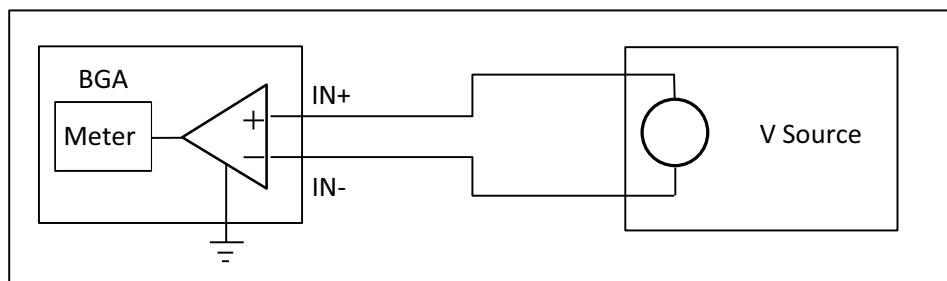 BGA
Meter
+
−
IN+
IN-
V Source